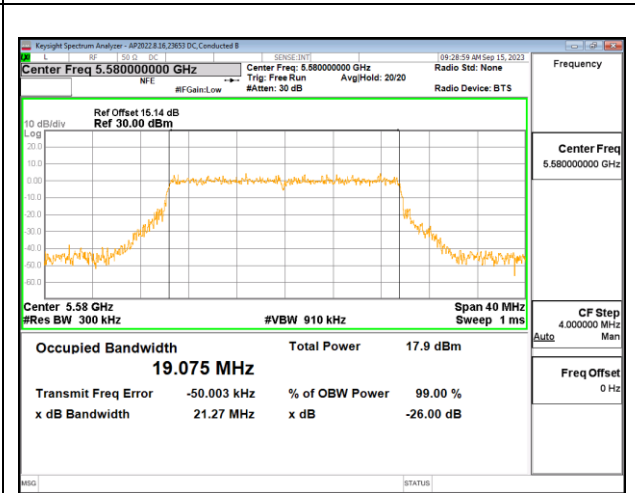 Keysight Spectrum Analyzer - AP2022.8.16,23653 DC,Conducted B
L RF 50 Ω DC SENSE:INT 09:28:59 AM Sep 15, 2023
Center Freq 5.580000000 GHz Center Freq: 5.580000000 GHz Radio Std: None
NFE Trig: Free Run Avg|Hold: 20/20
#IFGain:Low #Atten: 30 dB Radio Device: BTS
Frequency
Ref Offset 15.14 dB
10 dB/div Ref 30.00 dBm
Log
20.0
10.0
0.00
-10.0
-20.0
-30.0
-40.0
-50.0
-60.0
Center 5.58 GHz Span 40 MHz
#Res BW 300 kHz #VBW 910 kHz Sweep 1 ms
Occupied Bandwidth Total Power 17.9 dBm
19.075 MHz
Transmit Freq Error -50.003 kHz % of OBW Power 99.00 %
x dB Bandwidth 21.27 MHz x dB -26.00 dB
Center Freq
5.580000000 GHz
CF Step
4.000000 MHz
Auto Man
Freq Offset
0 Hz
MSG STATUS